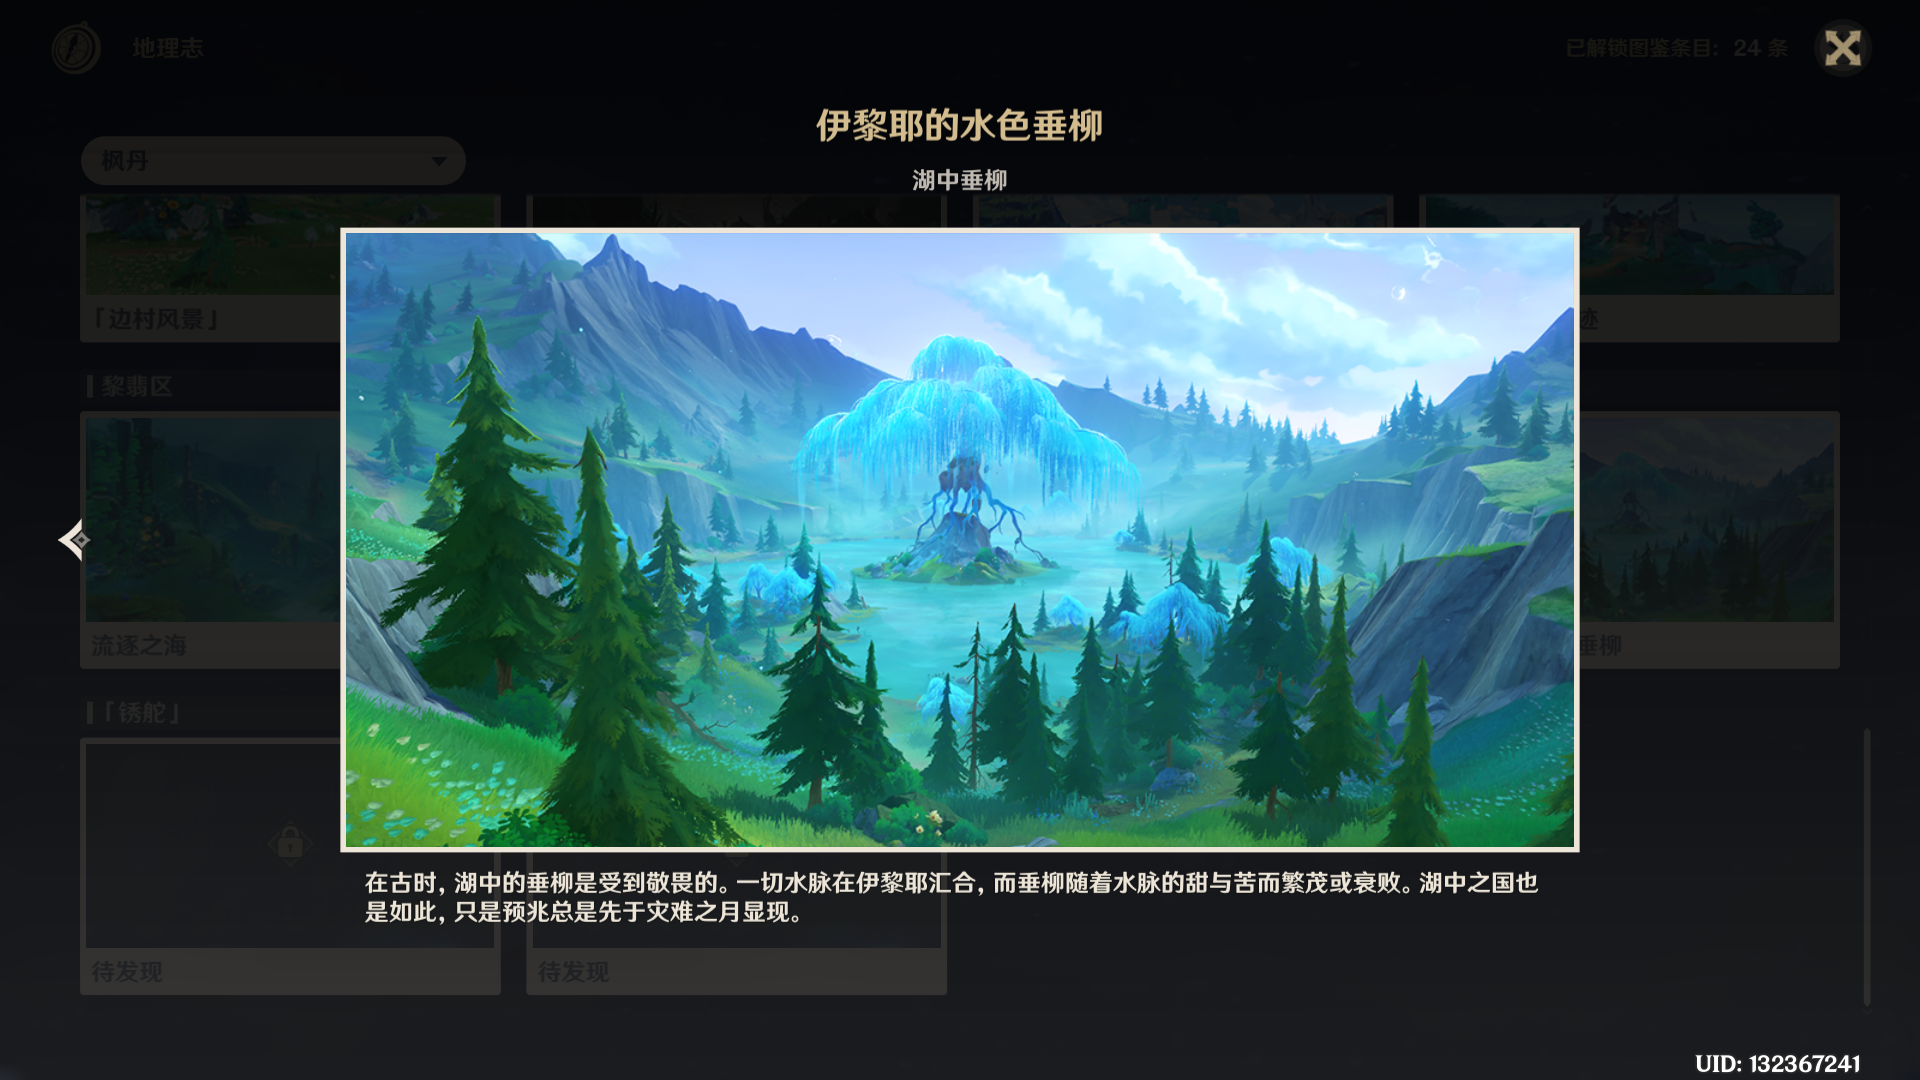 地理志
已解锁图鉴条目: 24 条
伊黎耶的水色垂柳
枫丹
湖中垂柳
「边村风景」
迹
黎翡区
流逐之海
垂柳
「锈舵」
在古时, 湖中的垂柳是受到敬畏的。一切水脉在伊黎耶汇合, 而垂柳随着水脉的甜与苦而繁茂或衰败。湖中之国也
是如此, 只是预兆总是先于灾难之月显现。
待发现
待发现
UID: 132367241